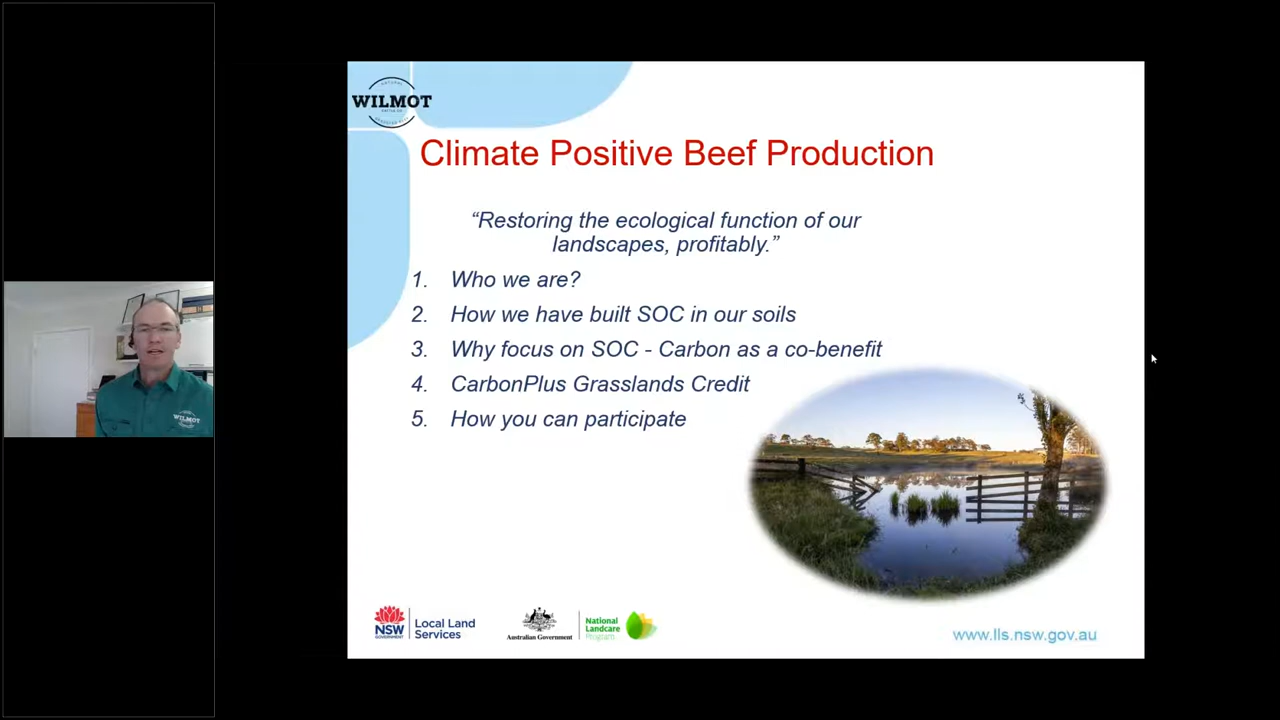 WILMOT
Climate Positive Beef Production
“Restoring the ecological function of our
landscapes, profitably.”
1. Who we are?
2. How we have built SOC in our soils
3. Why focus on SOC - Carbon as a co-benefit
4. CarbonPlus Grasslands Credit
5. How you can participate
WILMOT
NSW
GOVERNMENT
Local Land
Services
Australian Government
National
Landcare
Program
www.lls.nsw.gov.au